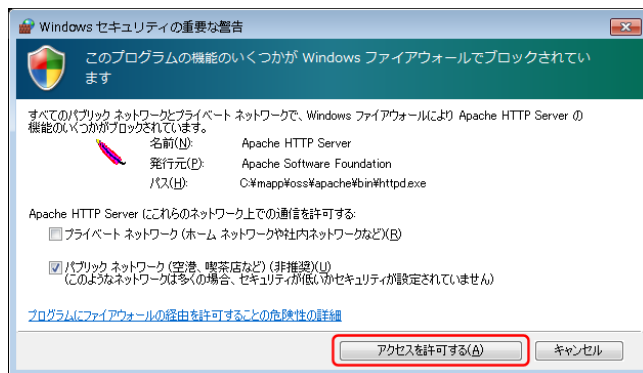 Windows セキュリティの重要な警告
このプログラムの機能のいくつかが Windows ファイアウォールでブロックされてい
ます
すべてのパブリック ネットワークとプライベート ネットワークで、Windows ファイアウォールにより Apache HTTP Server の
機能のいくつかがブロックされています。
名前(N): Apache HTTP Server
発行元(P): Apache Software Foundation
パス(H): C:¥mapp¥oss¥apache¥bin¥httpd.exe
Apache HTTP Server にこれらのネットワーク上での通信を許可する:
プライベート ネットワーク (ホーム ネットワークや社内ネットワークなど)(R)
パブリック ネットワーク (空港、喫茶店など) (非推奨)(U)
(このようなネットワークは多くの場合、セキュリティが低いかセキュリティが設定されていません)
プログラムにファイアウォールの経由を許可することの危険性の詳細
アクセスを許可する(A) キャンセル